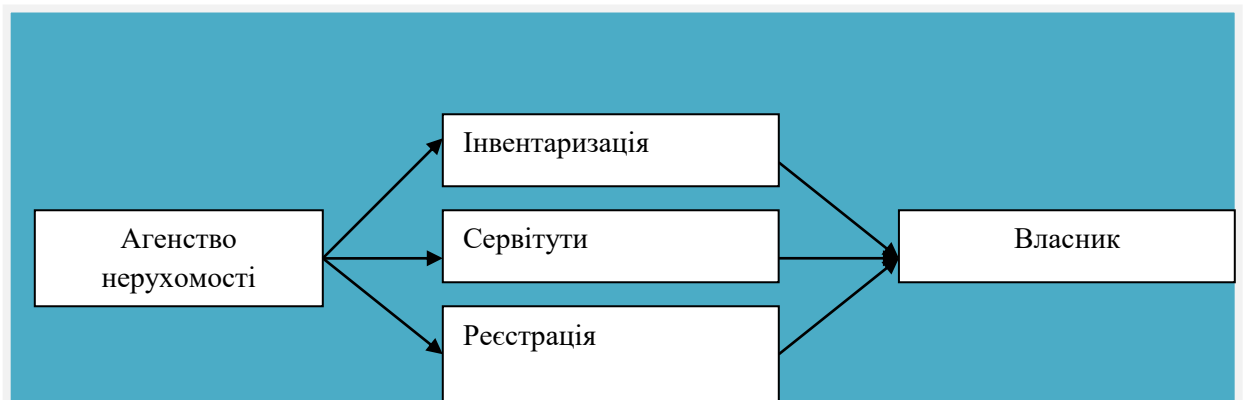 Агенство
нерухомості
Інвентаризація
Сервітути
Реєстрація
Власник